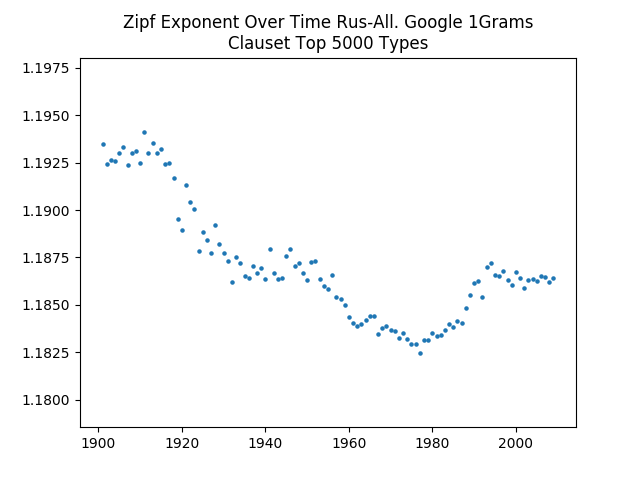 Zipf Exponent Over Time Rus-All. Google 1Grams
Clauset Top 5000 Types
1.1975
1.1950
1.1925
1.1900
1.1875
1.1850
1.1825
1.1800
1900 1920 1940 1960 1980 2000